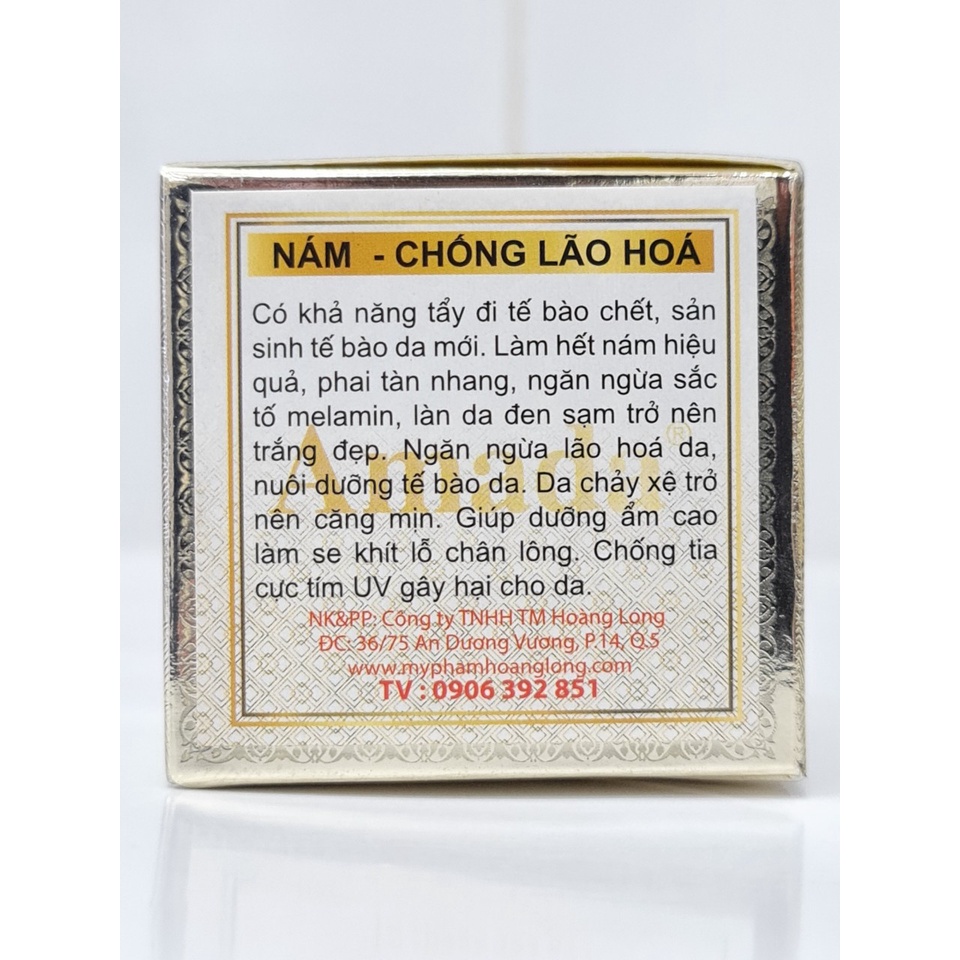 NÁM - CHỐNG LÃO HOÁ
Có khả năng tẩy đi tế bào chết, sản
sinh tế bào da mới. Làm hết nám hiệu
quả, phai tàn nhang, ngăn ngừa sắc
tố melamin, làn da đen sạm trở nên
trắng đẹp. Ngăn ngừa lão hoá da,
nuôi dưỡng tế bào da. Da chảy xệ trở
nên căng mịn. Giúp dưỡng ẩm cao
làm se khít lỗ chân lông. Chống tia
cực tím UV gây hại cho da.
Amada®
NK&PP: Công ty TNHH TM Hoàng Long
ĐC: 36/75 An Dương Vương, P.14, Q.5
www.myphamhoanglong.com
TV : 0906 392 851